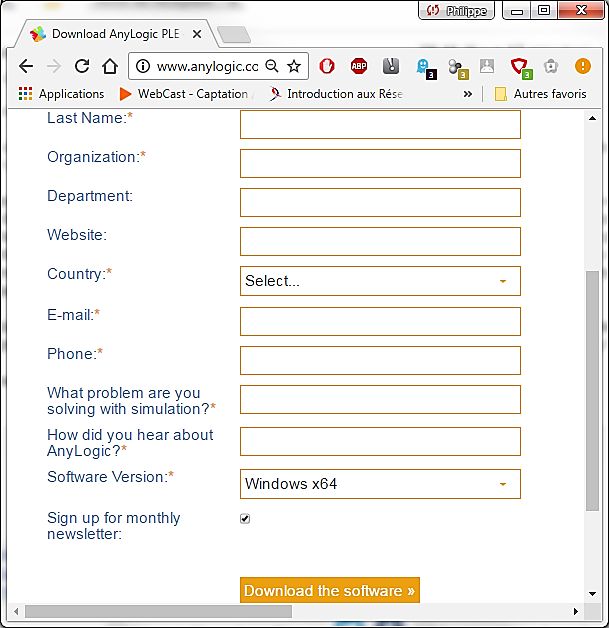 Philippe
Download AnyLogic PLE
www.anylogic.co
ABP
3
3
3
Applications
WebCast - Captation
Introduction aux Rése
»
Autres favoris
Last Name:*
Organization:*
Department:
Website:
Country:*
Select...
E-mail:*
Phone:*
What problem are you
solving with simulation?*
How did you hear about
AnyLogic?*
Software Version:*
Windows x64
Sign up for monthly
newsletter:
Download the software »